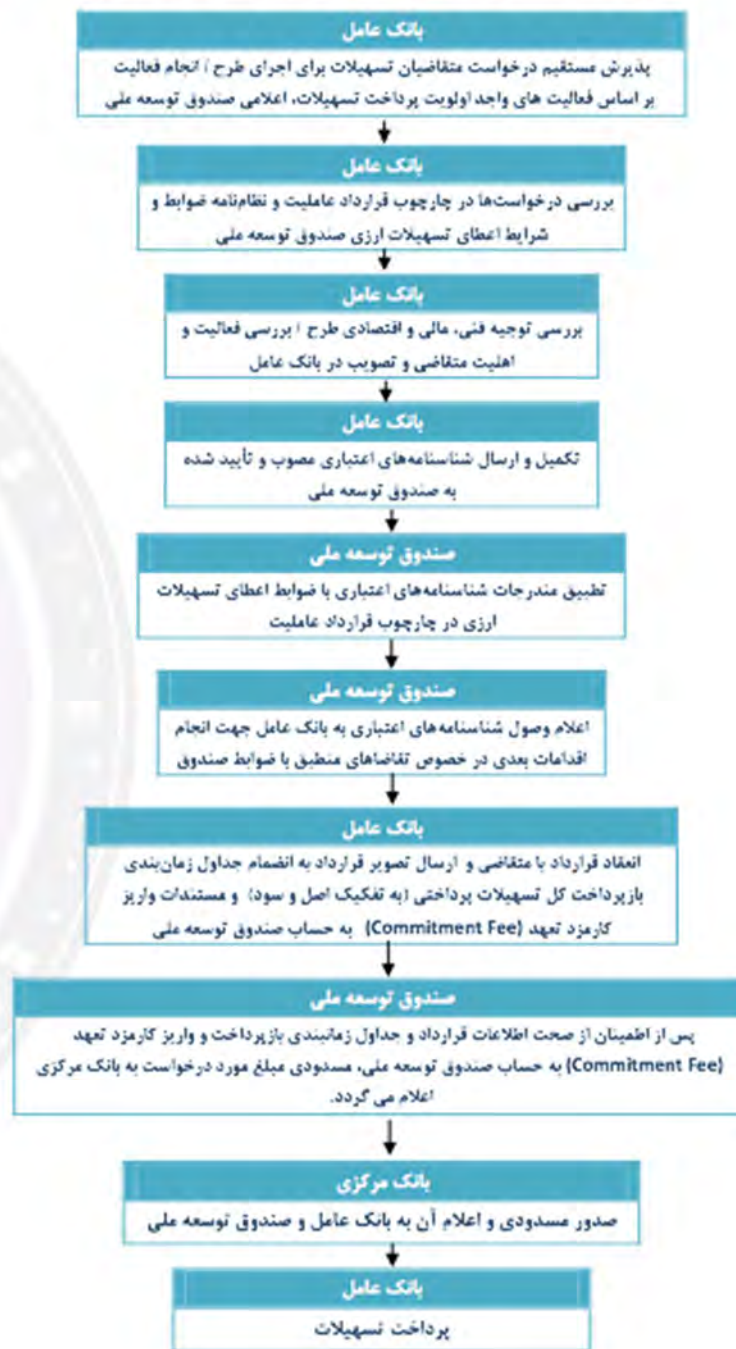 بانک عامل
پذیرش مستقیم درخواست متقاضیان تسهیلات برای اجرای طرح / انجام فعالیت
بر اساس فعالیت های واجد اولویت پرداخت تسهیلات، اعلامی صندوق توسعه ملی
بانک عامل
بررسی درخواست‌ها در چارچوب قرارداد عاملیت و نظام‌نامه ضوابط و
شرایط اعطای تسهیلات ارزی صندوق توسعه ملی
بانک عامل
بررسی توجیه فنی، مالی و اقتصادی طرح / بررسی فعالیت و
اهلیت متقاضی و تصویب در بانک عامل
بانک عامل
تکمیل و ارسال شناسنامه‌های اعتباری مصوب و تأیید شده
به صندوق توسعه ملی
صندوق توسعه ملی
تطبیق مندرجات شناسنامه‌های اعتباری با ضوابط اعطای تسهیلات
ارزی در چارچوب قرارداد عاملیت
صندوق توسعه ملی
اعلام وصول شناسنامه‌های اعتباری به بانک عامل جهت انجام
اقدامات بعدی در خصوص تقاضاهای منطبق با ضوابط صندوق
بانک عامل
انعقاد قرارداد با متقاضی و ارسال تصویر قرارداد به انضمام جداول زمان‌بندی
بازپرداخت کل تسهیلات پرداختی (به تفکیک اصل و سود) و مستندات واریز
کارمزد تعهد (Commitment Fee) به حساب صندوق توسعه ملی
صندوق توسعه ملی
پس از اطمینان از صحت اطلاعات قرارداد و جداول زمانبندی بازپرداخت و واریز کارمزد تعهد
(Commitment Fee) به حساب صندوق توسعه ملی، مسدودی مبلغ مورد درخواست به بانک مرکزی
اعلام می گردد.
بانک مرکزی
صدور مسدودی و اعلام آن به بانک عامل و صندوق توسعه ملی
بانک عامل
پرداخت تسهیلات